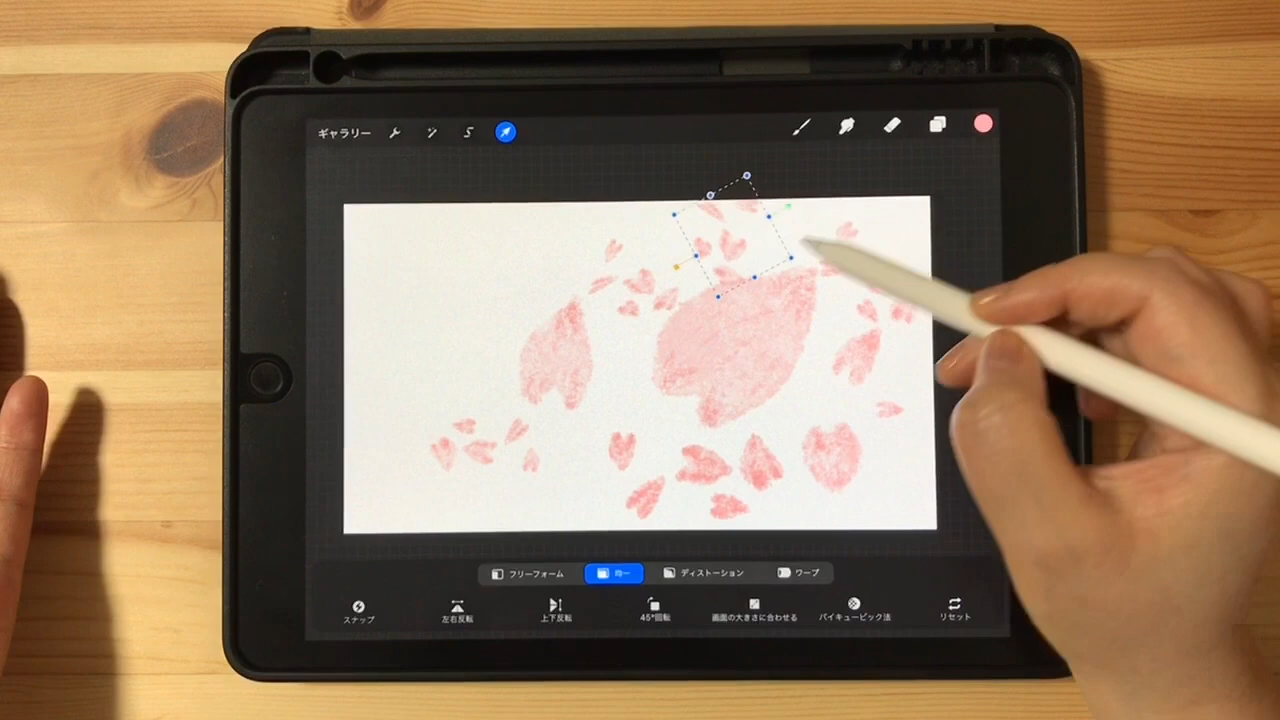 ギャラリー
フリーフォーム 均一 ディストーション ワープ
スナップ 左右反転 上下反転 45°回転 画面の大きさに合わせる バイキュービック法 リセット